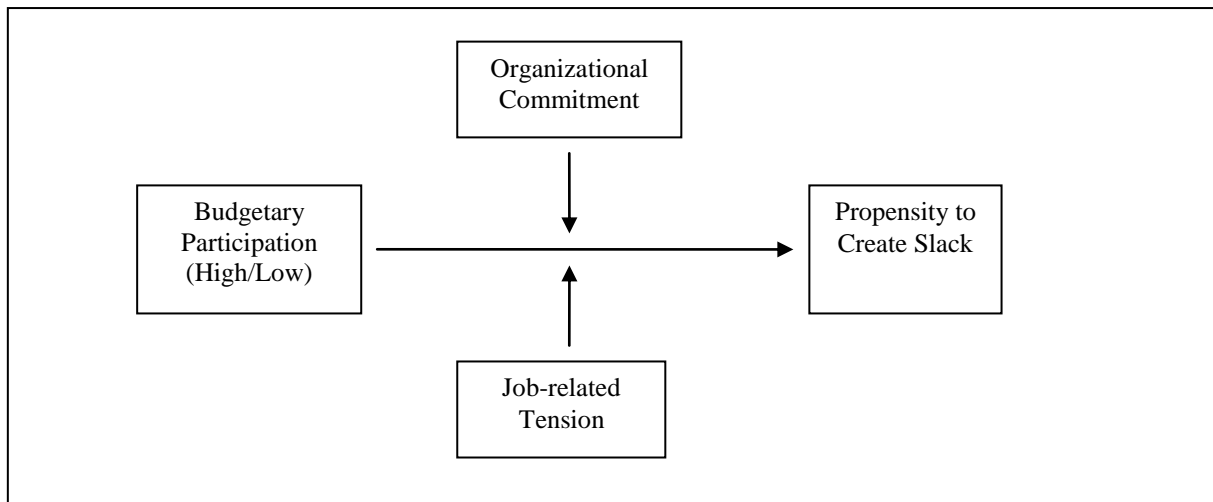 Organizational
Commitment
Budgetary
Participation
(High/Low)
Propensity to
Create Slack
Job-related
Tension